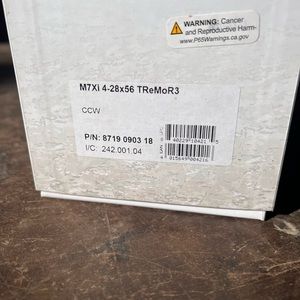 WARNING: Cancer
and Reproductive Harm-
www.P65Warnings.ca.gov
M7Xi 4-28x56 TReMoR3
CCW
P/N: 8719 0903 18
I/C: 242.001.04